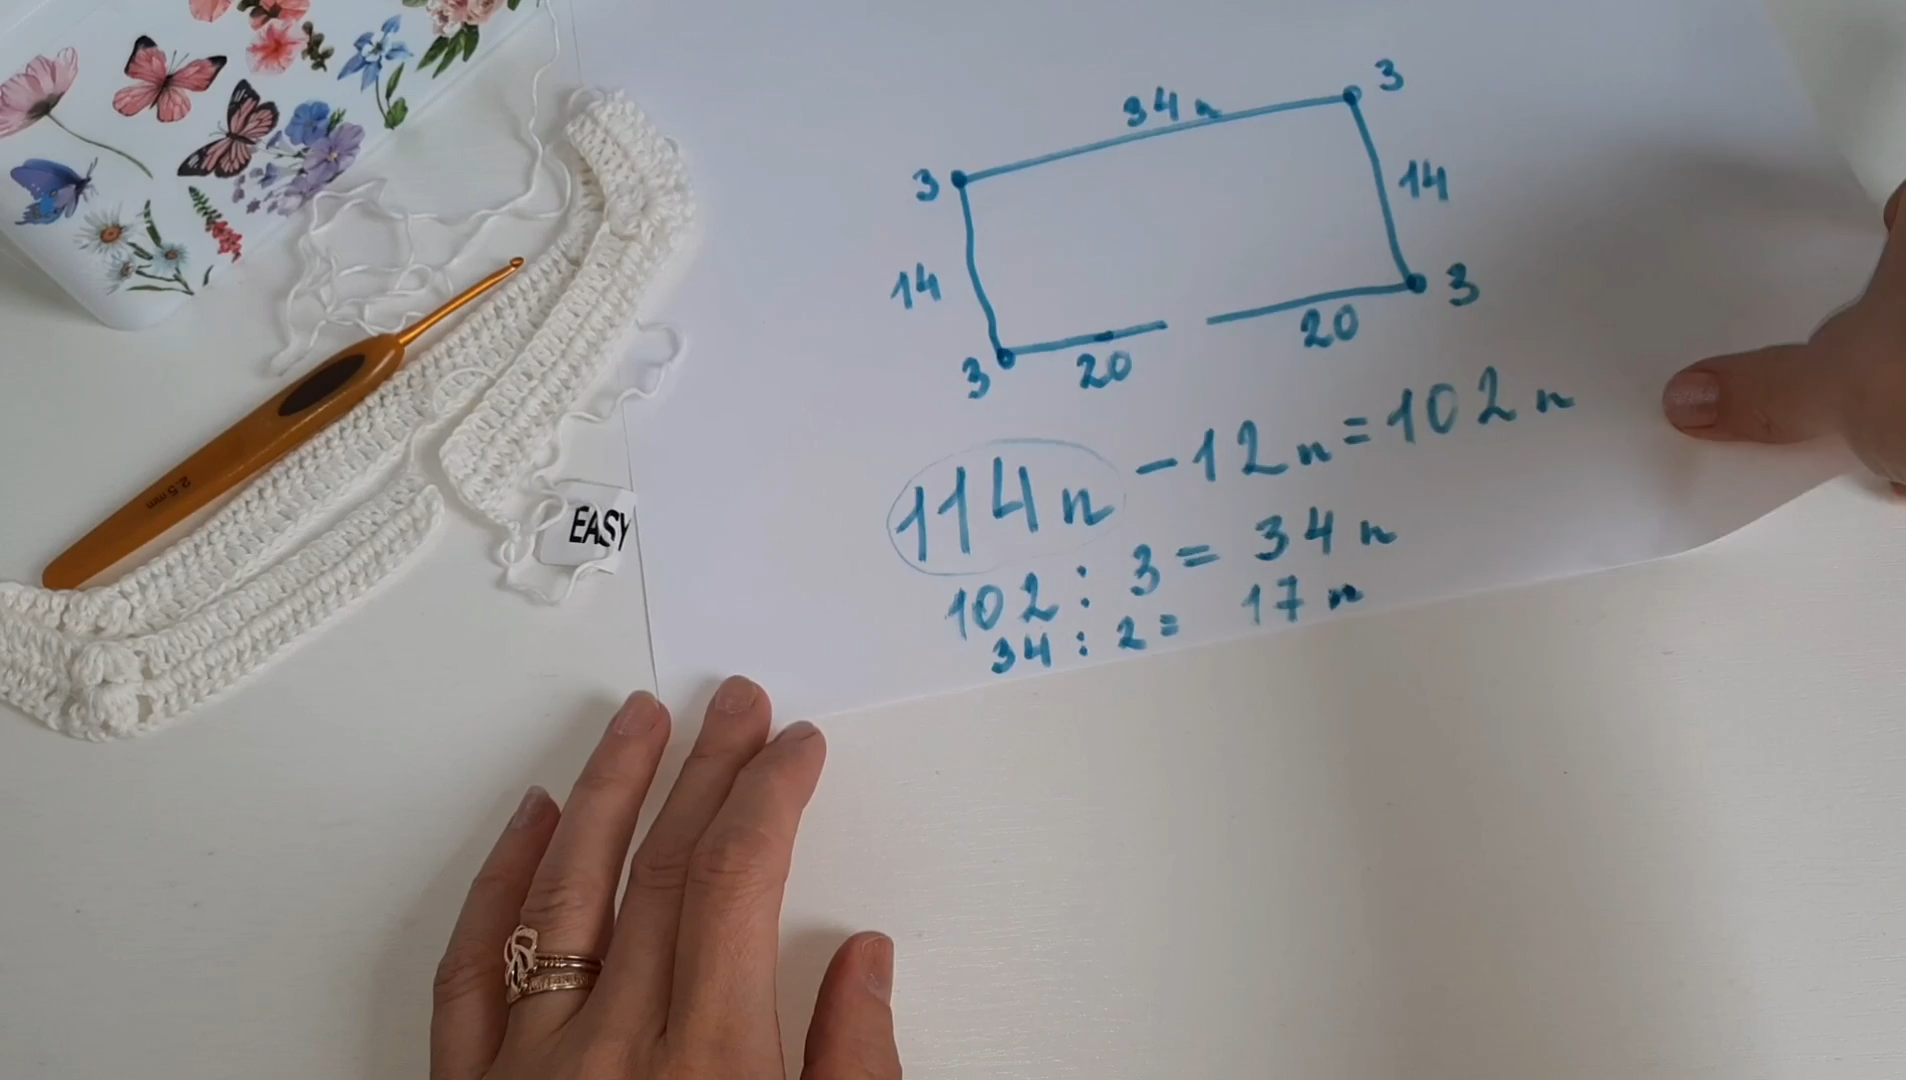 34 п
3
3
14
14
3
3
20
20
114 п - 12 п = 102 п
102 : 3 = 34 п
34 : 2 = 17 п
EASY
2.5 mm